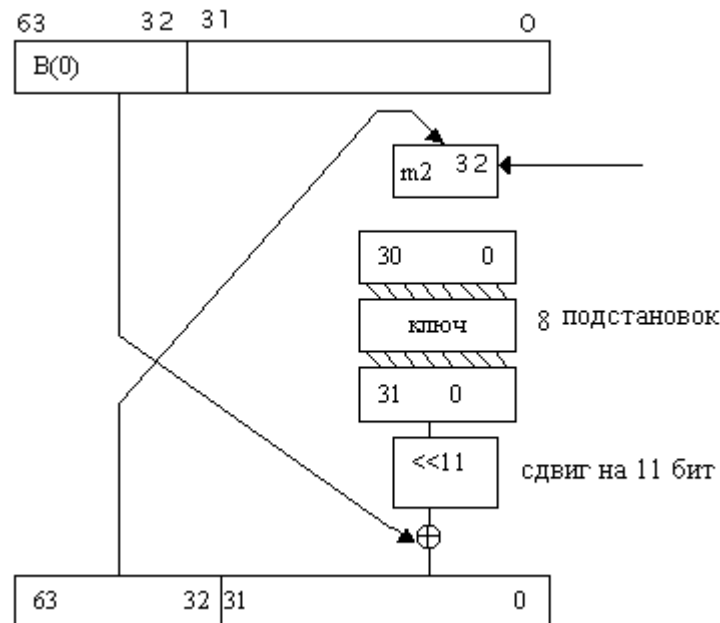 63 32 31 0
B(0)
m2 32
30 0
ключ
8 подстановок
31 0
<<11
сдвиг на 11 бит
63 32 31 0